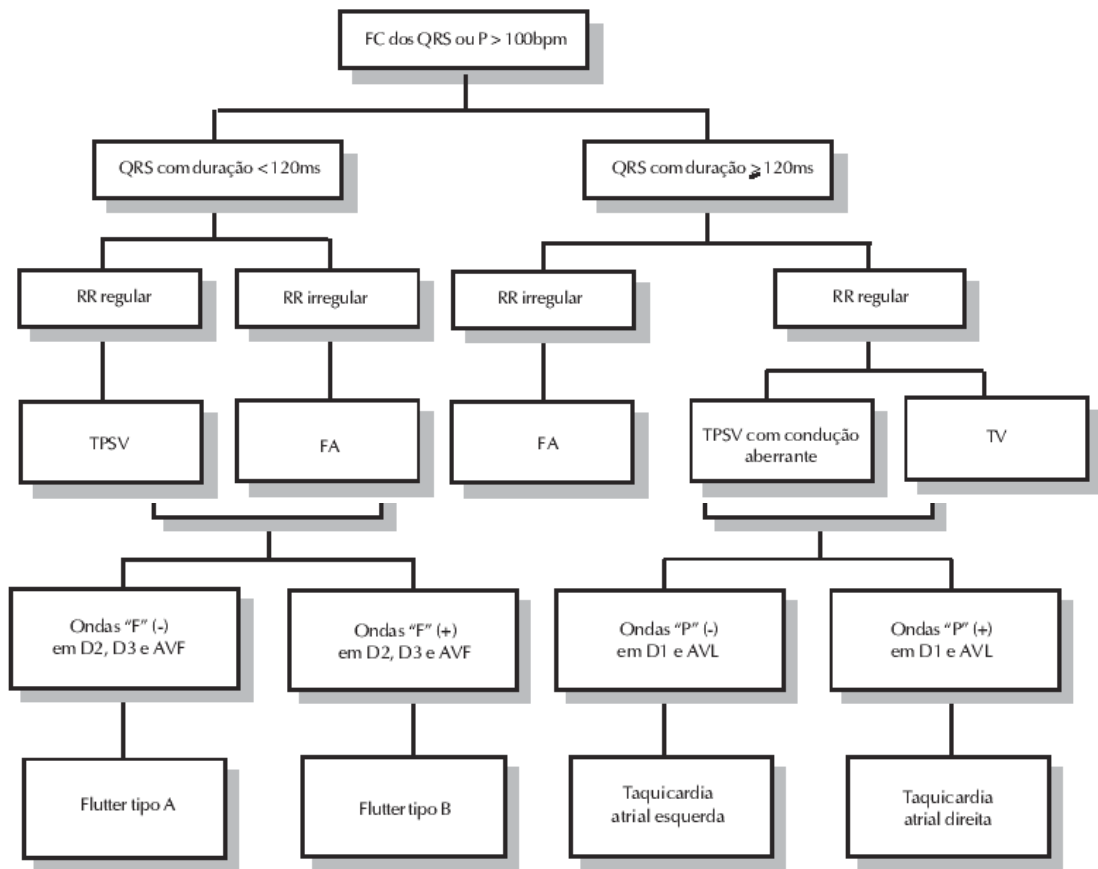 FC dos QRS ou P > 100bpm
QRS com duração < 120ms
QRS com duração ≥ 120ms
RR regular
RR irregular
RR irregular
RR regular
TPSV
FA
FA
TPSV com condução
aberrante
TV
Ondas “F” (-)
em D2, D3 e AVF
Ondas “F” (+)
em D2, D3 e AVF
Ondas “P” (-)
em D1 e AVL
Ondas “P” (+)
em D1 e AVL
Flutter tipo A
Flutter tipo B
Taquicardia
atrial esquerda
Taquicardia
atrial direita